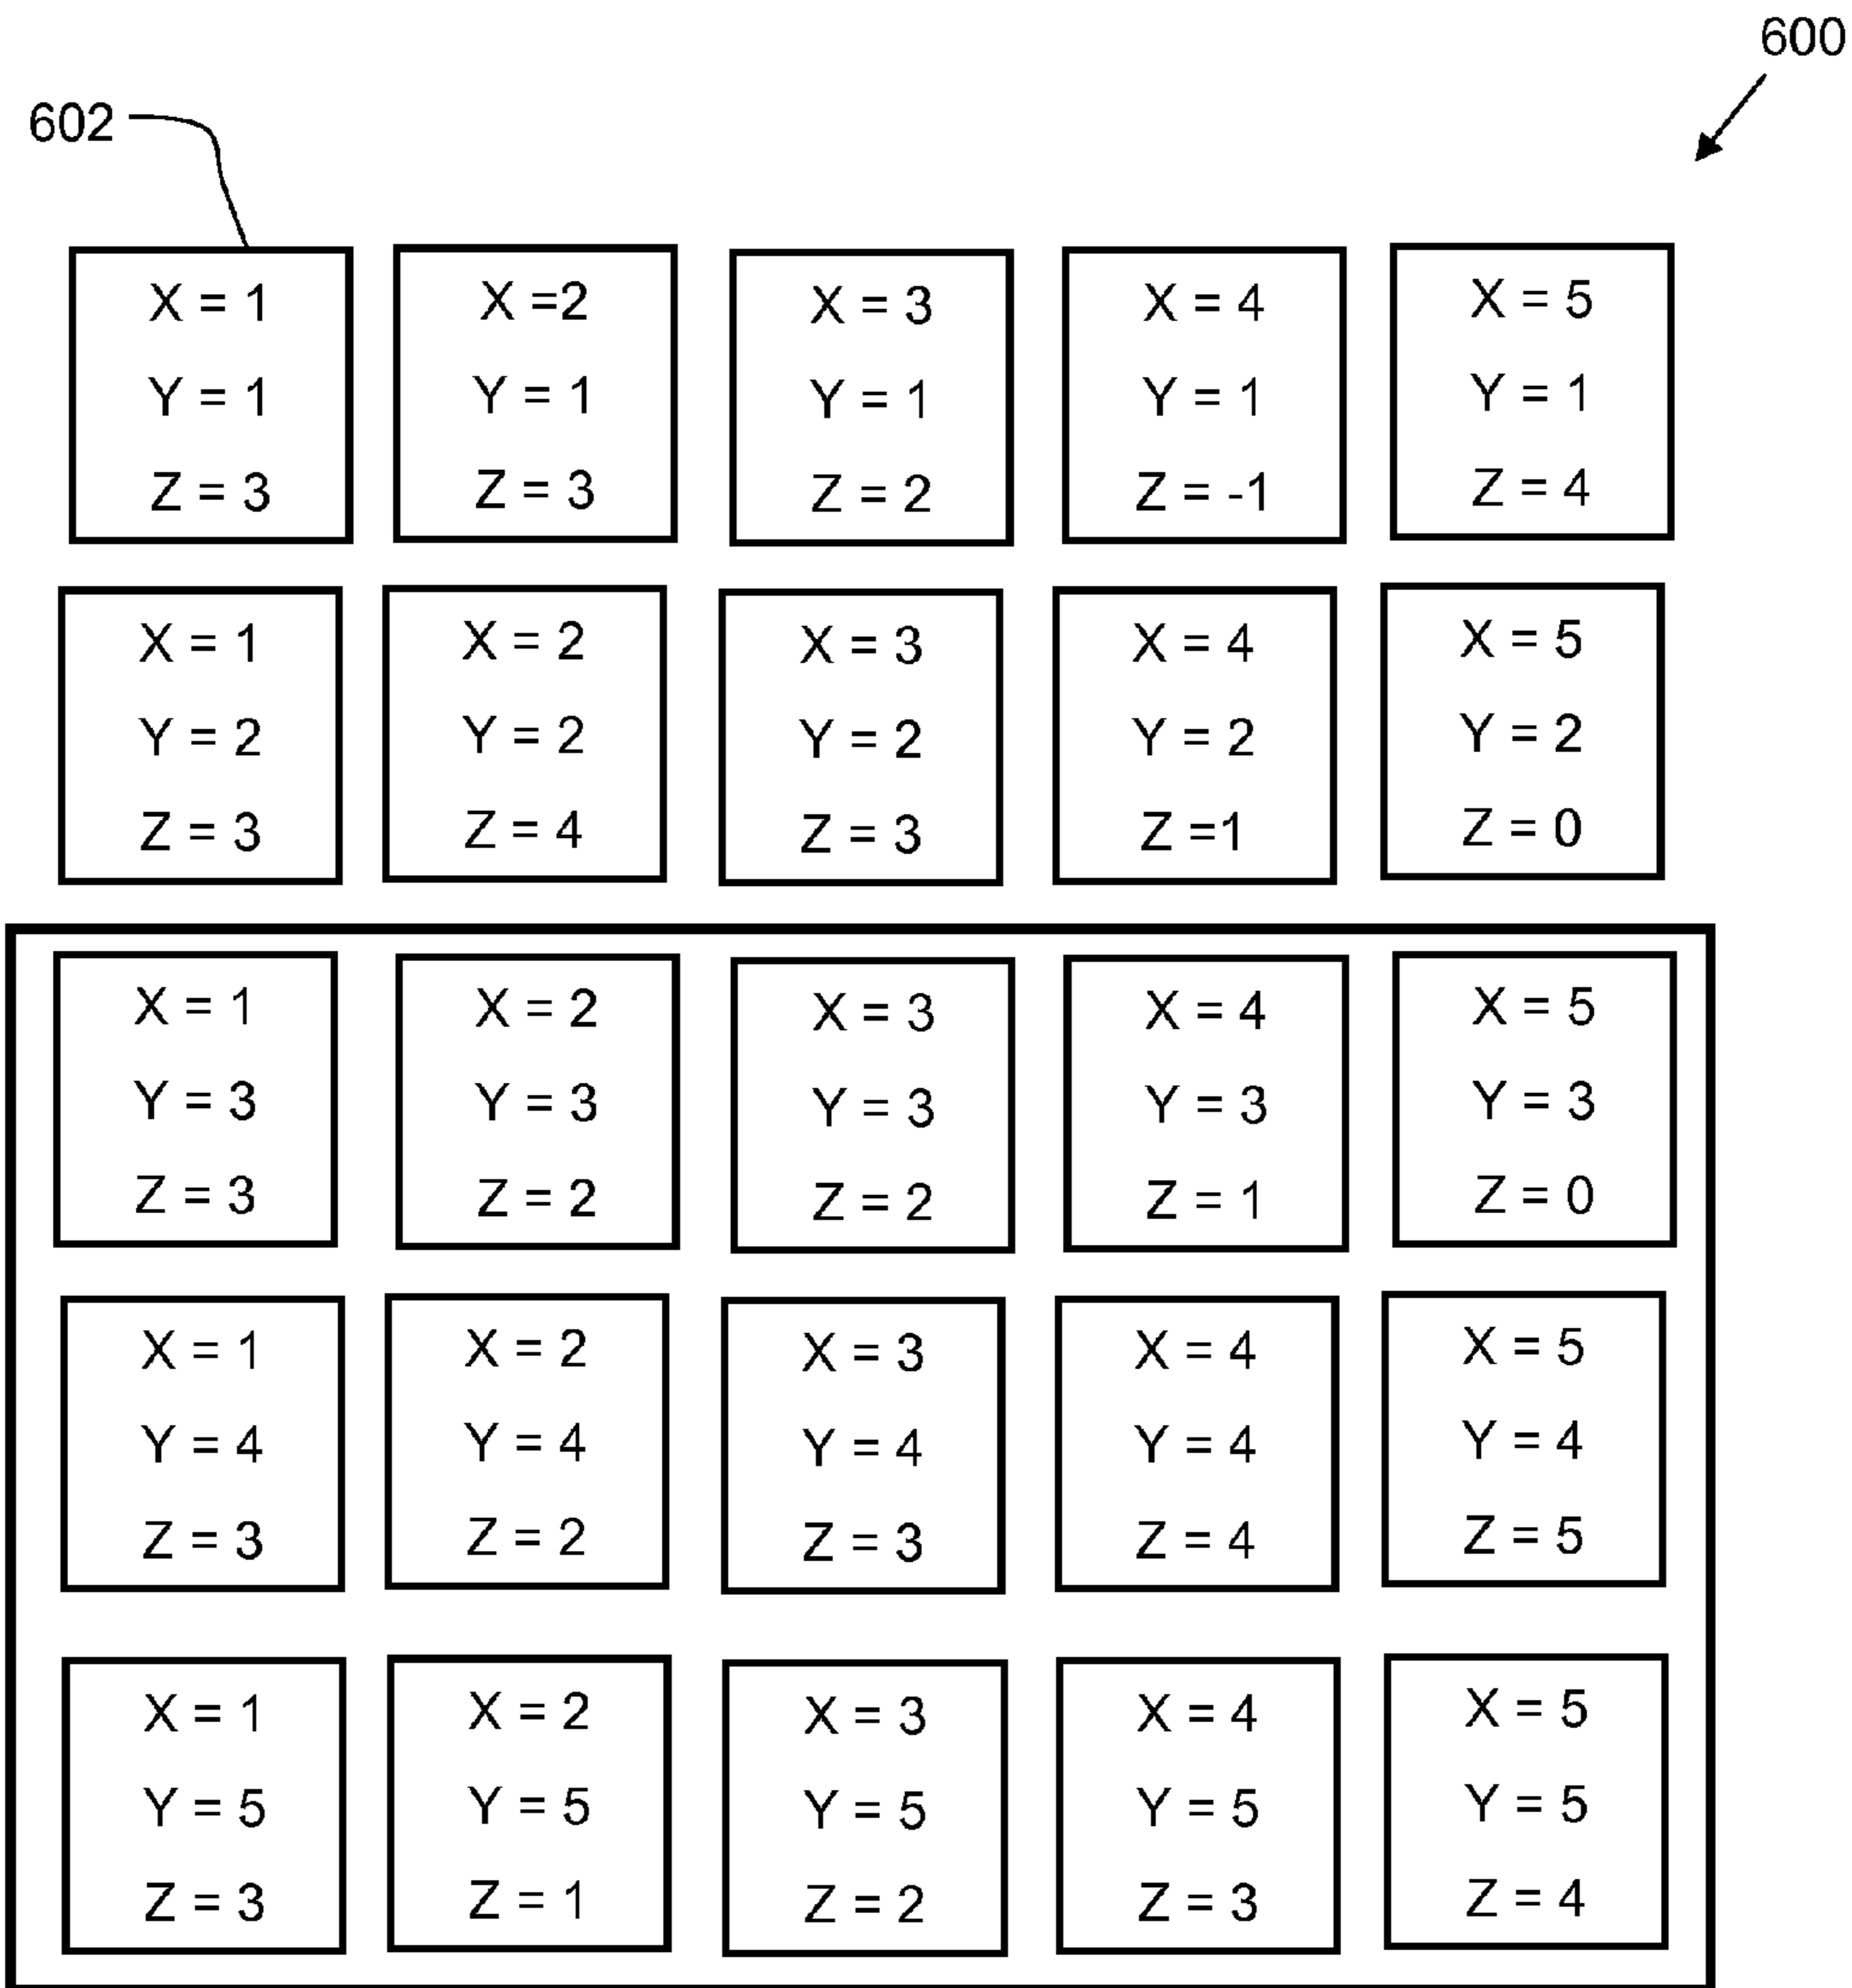 600
602
X = 1
Y = 1
Z = 3
X =2
Y = 1
Z = 3
X = 3
Y = 1
Z = 2
X = 4
Y = 1
Z = -1
X = 5
Y = 1
Z = 4
X = 1
Y = 2
Z = 3
X = 2
Y = 2
Z = 4
X = 3
Y = 2
Z = 3
X = 4
Y = 2
Z =1
X = 5
Y = 2
Z = 0
X = 1
Y = 3
Z = 3
X = 2
Y = 3
Z = 2
X = 3
Y = 3
Z = 2
X = 4
Y = 3
Z = 1
X = 5
Y = 3
Z = 0
X = 1
Y = 4
Z = 3
X = 2
Y = 4
Z = 2
X = 3
Y = 4
Z = 3
X = 4
Y = 4
Z = 4
X = 5
Y = 4
Z = 5
X = 1
Y = 5
Z = 3
X = 2
Y = 5
Z = 1
X = 3
Y = 5
Z = 2
X = 4
Y = 5
Z = 3
X = 5
Y = 5
Z = 4